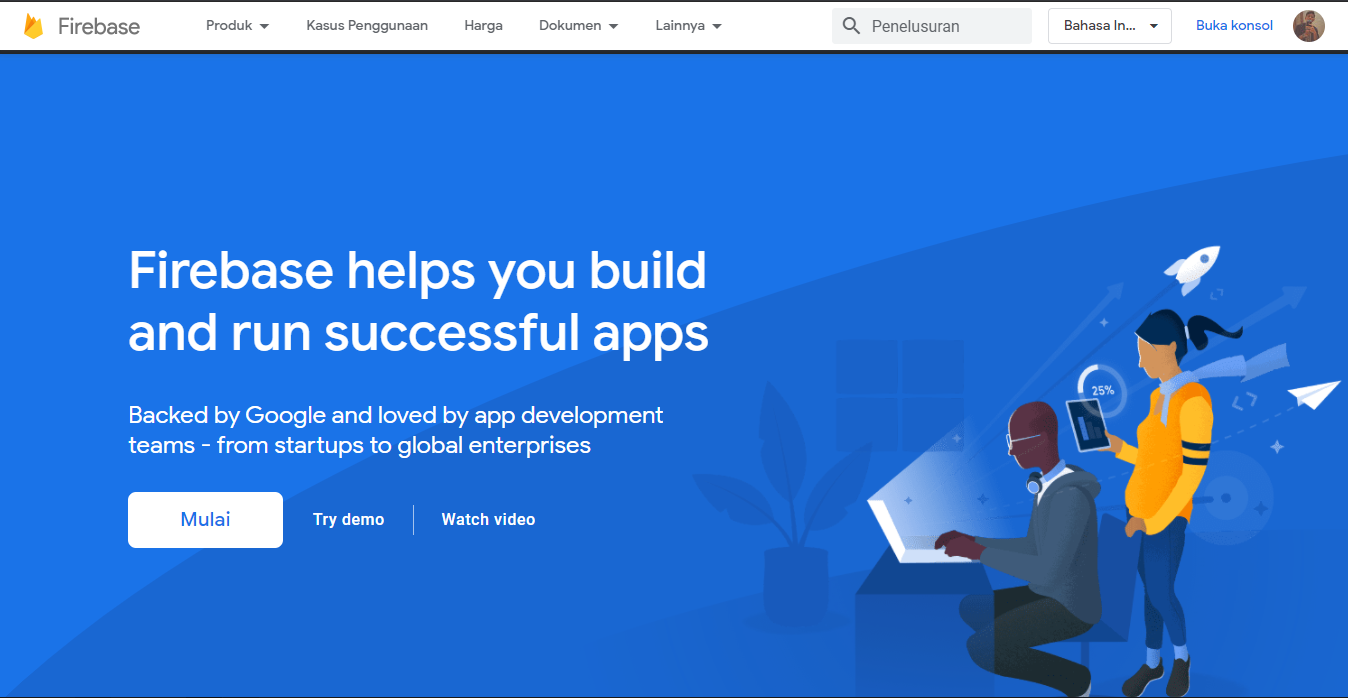 Firebase
Produk
Kasus Penggunaan
Harga
Dokumen
Lainnya
Penelusuran
Bahasa In...
Buka konsol
Firebase helps you build
and run successful apps
Backed by Google and loved by app development
teams - from startups to global enterprises
Mulai
Try demo
Watch video
25%